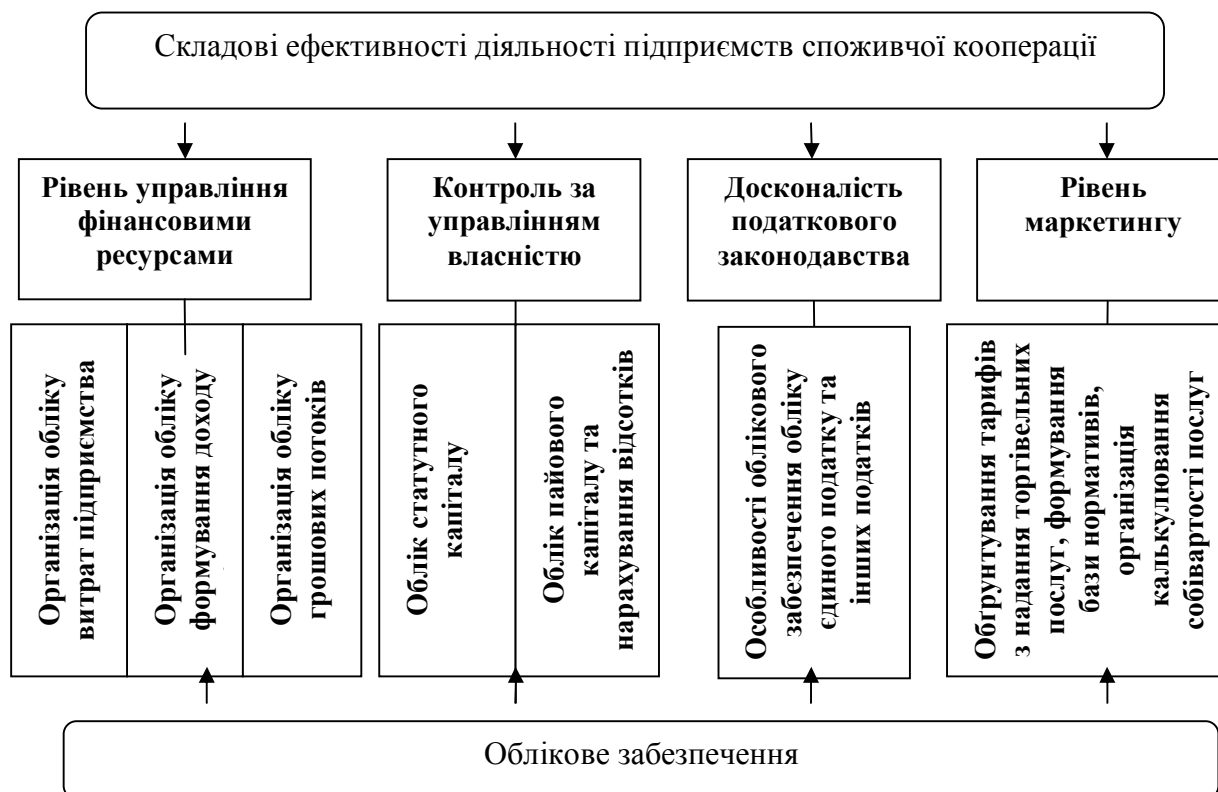 Складові ефективності діяльності підприємств споживчої кооперації
Рівень управління
фінансовими
ресурсами
Контроль за
управлінням
власністю
Досконалість
податкового
законодавства
Рівень
маркетингу
Організація обліку
витрат підприємства
Організація обліку
формування доходу
Організація обліку
грошових потоків
Облік статутного
капіталу
Облік пайового
капіталу та
нарахування відсотків
Особливості облікового
забезпечення обліку
єдиного податку та
інших податків
Обґрунтування тарифів
з надання торгівельних
послуг, формування
бази нормативів,
організація
калькулювання
собівартості послуг
Облікове забезпечення